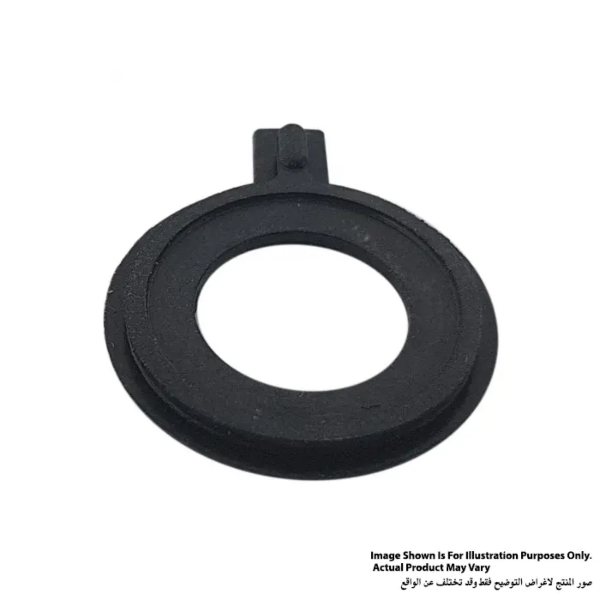 Image Shown Is For Illustration Purposes Only.
Actual Product May Vary
صور المنتج لاغراض التوضيح فقط وقد تختلف عن الواقع